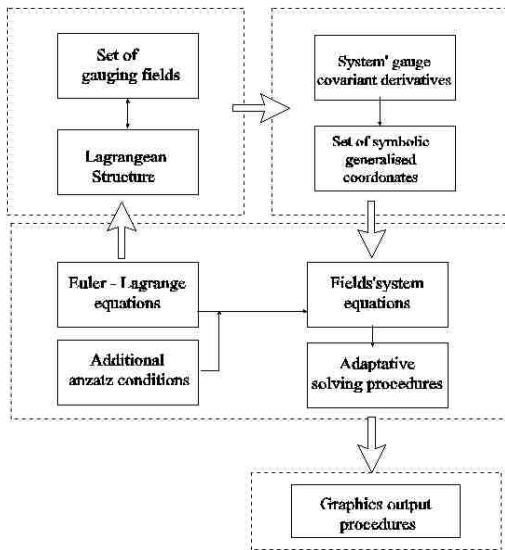 Set of
gauging fields
Lagrangean
Structure
System' gauge
covariant derivatives
Set of symbolic
generalised
coordonates
Euler - Lagrange
equations
Additional
anzatz conditions
Fields'system
equations
Adaptative
solving procedures
Graphics output
procedures